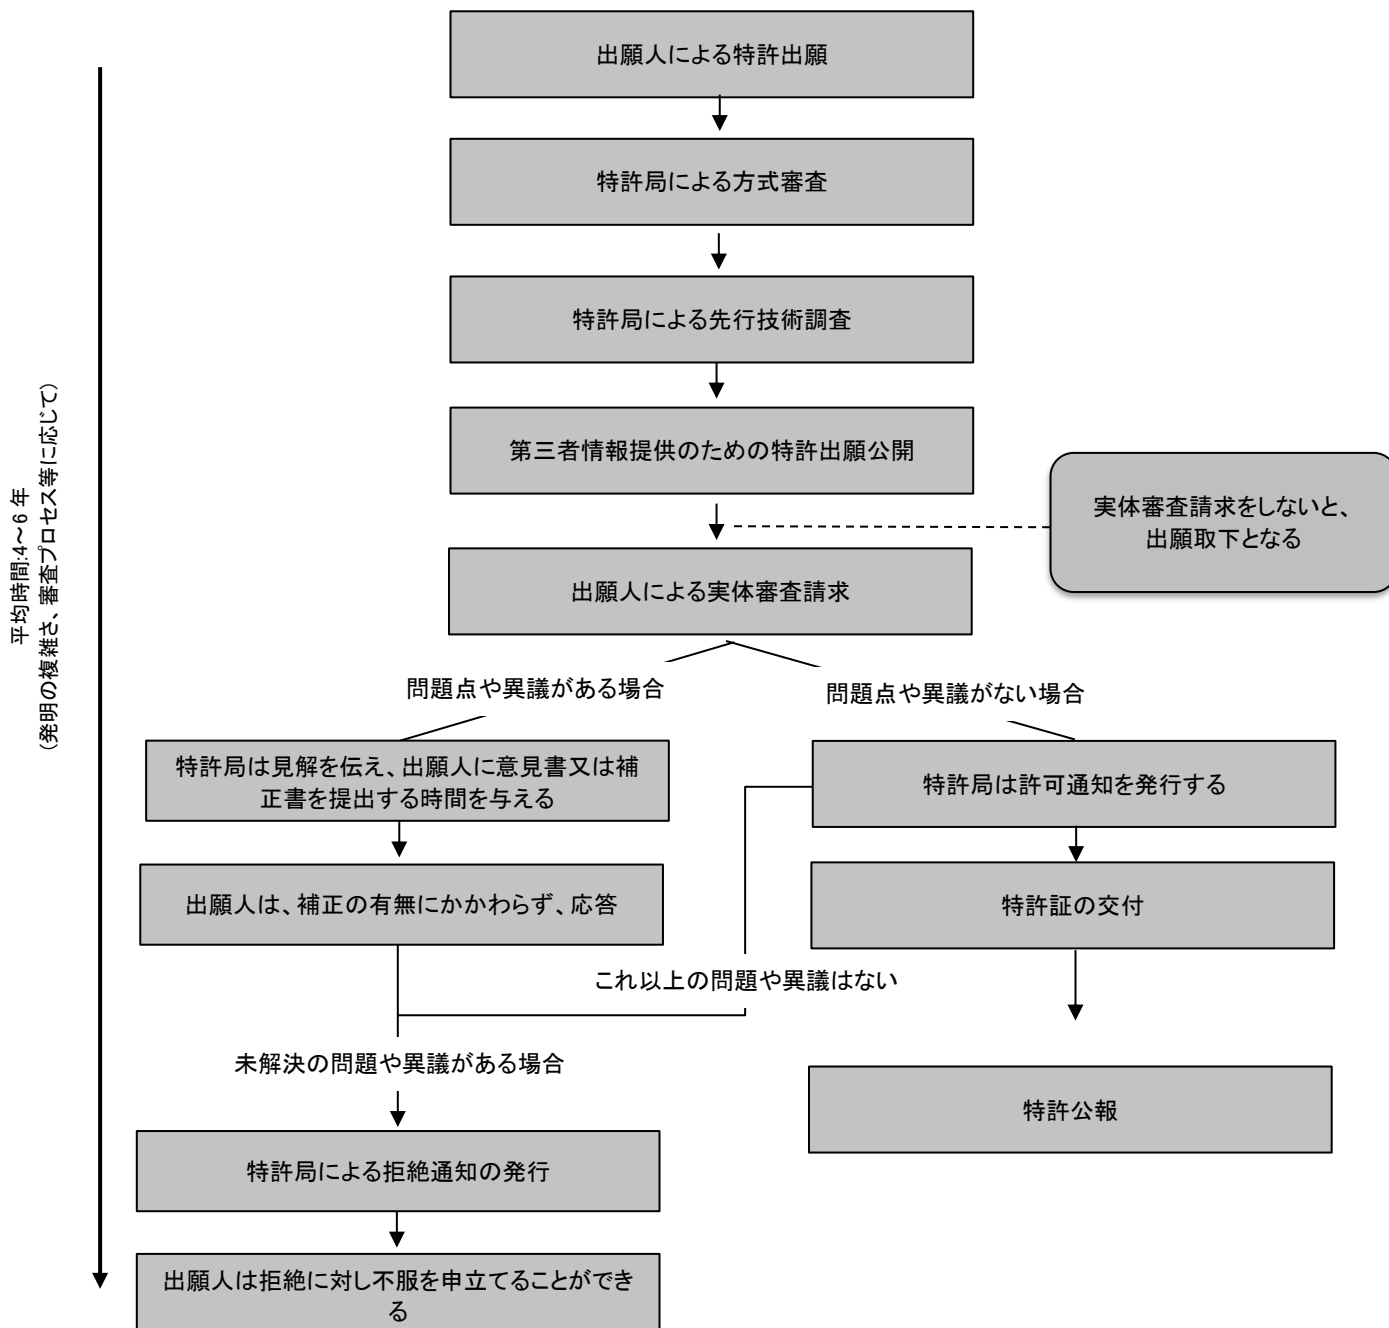 出願人による特許出願
特許局による方式審査
特許局による先行技術調査
第三者情報提供のための特許出願公開
実体審査請求をしないと、
出願取下となる
出願人による実体審査請求
平均時間:4～6 年
(発明の複雑さ、審査プロセス等に応じて)
問題点や異議がある場合
問題点や異議がない場合
特許局は見解を伝え、出願人に意見書又は補
正書を提出する時間を与える
特許局は許可通知を発行する
出願人は、補正の有無にかかわらず、応答
特許証の交付
これ以上の問題や異議はない
未解決の問題や異議がある場合
特許公報
特許局による拒絶通知の発行
出願人は拒絶に対し不服を申立てることができ
る